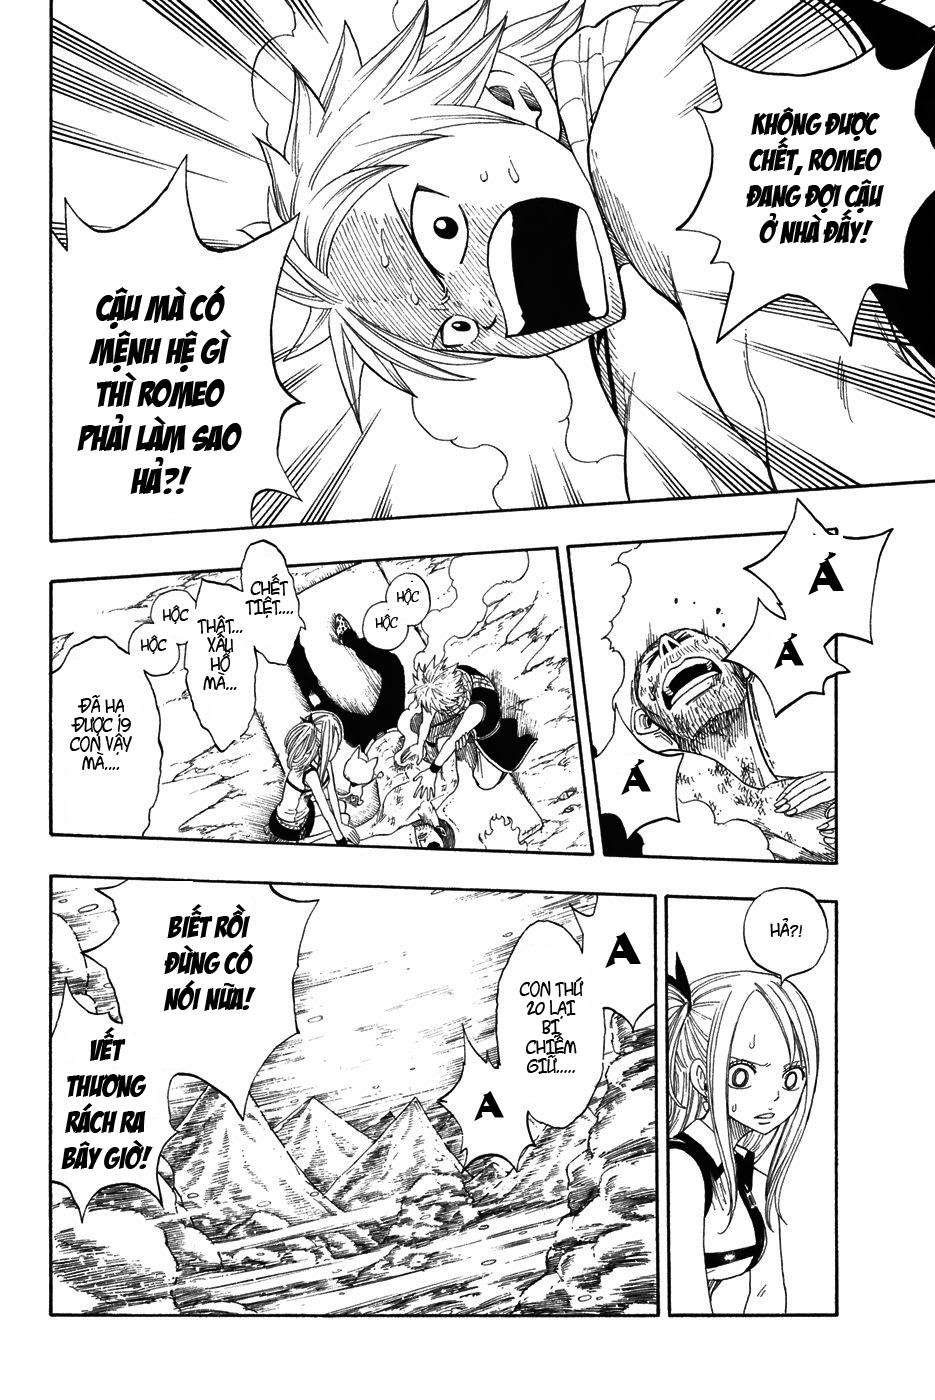 KHÔNG ĐƯỢC
CHẾT, ROMEO
ĐANG ĐỢI CẬU
Ở NHÀ ĐẤY!
CẬU MÀ CÓ
MỆNH HỆ GÌ
THÌ ROMEO
PHẢI LÀM SAO
HẢ?!
Á
Á
Á
HỘC
HỘC
CHẾT
TIỆT....
THẬT...
XẤU
HỔ
MÀ...
HỘC
HỘC
ĐÃ HẠ
ĐƯỢC 19
CON VẬY
MÀ....
HẢ?!
A
CON THỨ
20 LẠI
BỊ
CHIẾM
GIỮ.....
A
BIẾT RỒI
ĐỪNG CÓ
NÓI NỮA!
VẾT
THƯƠNG
RÁCH RA
BÂY GIỜ!